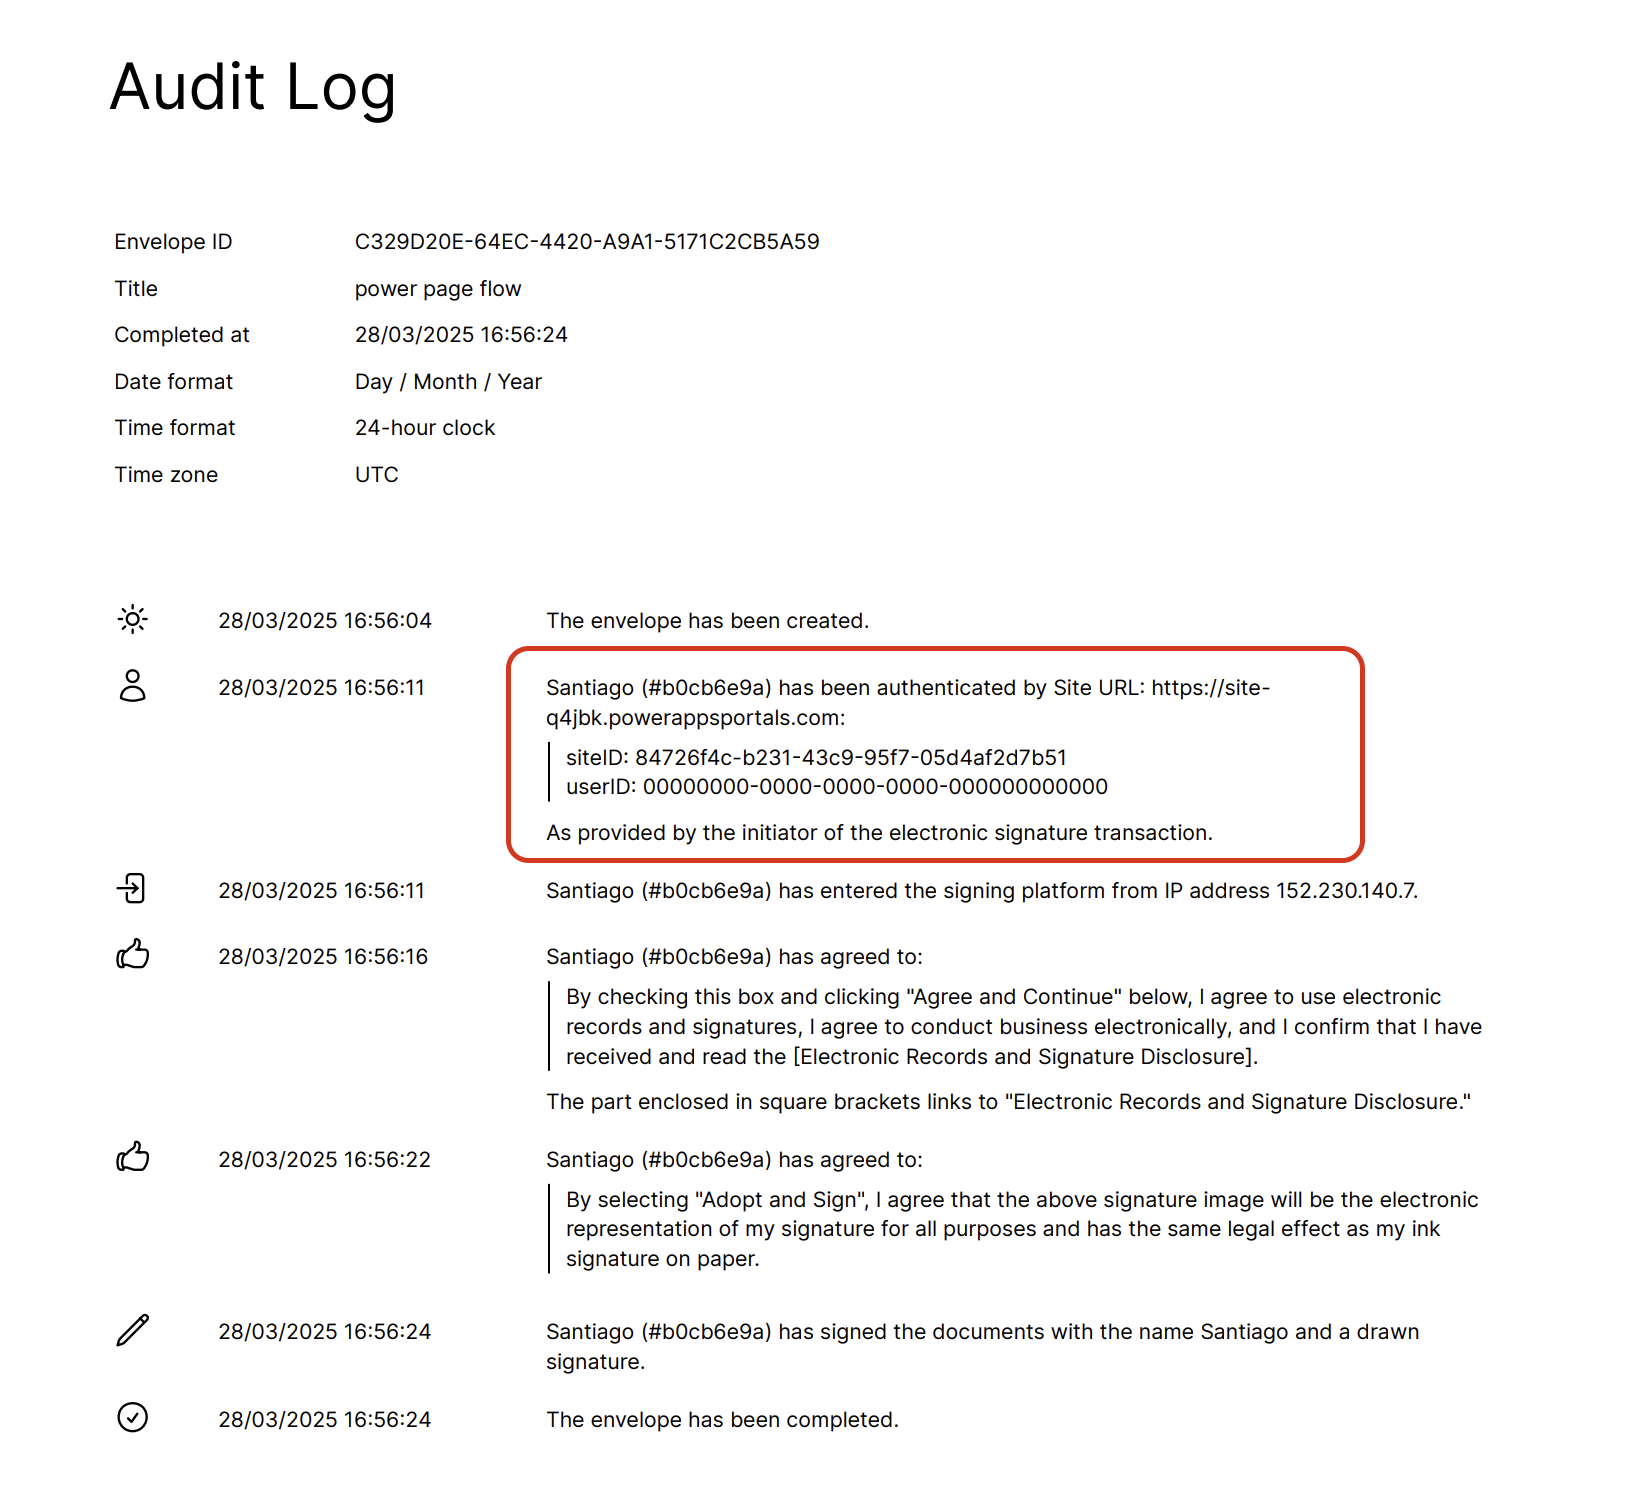 Audit Log
Envelope ID C329D20E-64EC-4420-A9A1-5171C2CB5A59
Title power page flow
Completed at 28/03/2025 16:56:24
Date format Day / Month / Year
Time format 24-hour clock
Time zone UTC
28/03/2025 16:56:04 The envelope has been created.
28/03/2025 16:56:11 Santiago (#b0cb6e9a) has been authenticated by Site URL: https://site-
q4jbk.powerappsportals.com:
siteID: 84726f4c-b231-43c9-95f7-05d4af2d7b51
userID: 00000000-0000-0000-0000-000000000000
As provided by the initiator of the electronic signature transaction.
28/03/2025 16:56:11 Santiago (#b0cb6e9a) has entered the signing platform from IP address 152.230.140.7.
28/03/2025 16:56:16 Santiago (#b0cb6e9a) has agreed to:
By checking this box and clicking "Agree and Continue" below, I agree to use electronic
records and signatures, I agree to conduct business electronically, and I confirm that I have
received and read the [Electronic Records and Signature Disclosure].
The part enclosed in square brackets links to "Electronic Records and Signature Disclosure."
28/03/2025 16:56:22 Santiago (#b0cb6e9a) has agreed to:
By selecting "Adopt and Sign", I agree that the above signature image will be the electronic
representation of my signature for all purposes and has the same legal effect as my ink
signature on paper.
28/03/2025 16:56:24 Santiago (#b0cb6e9a) has signed the documents with the name Santiago and a drawn
signature.
28/03/2025 16:56:24 The envelope has been completed.